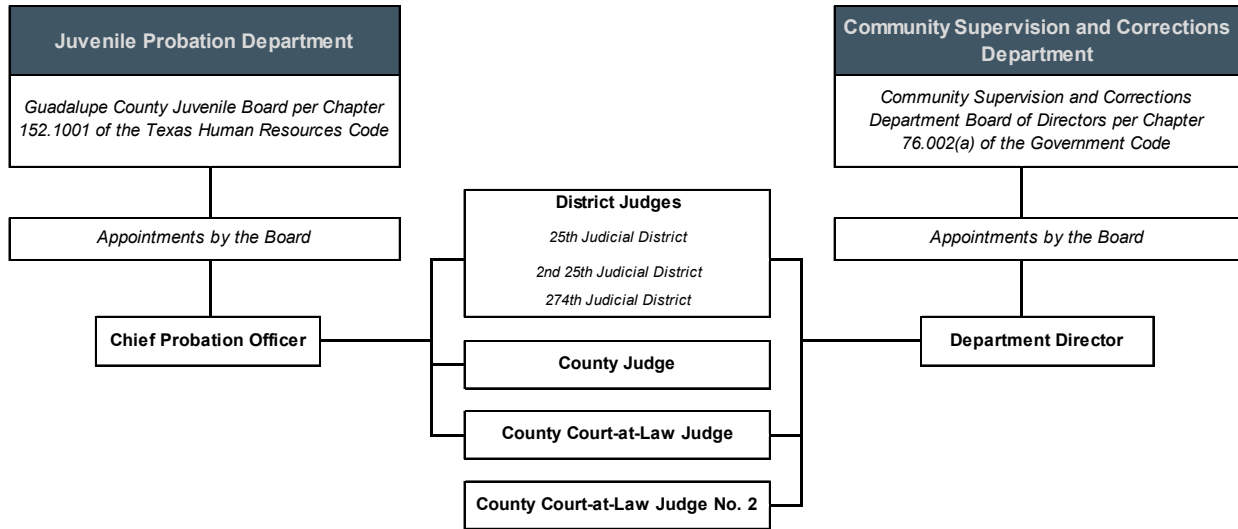 Juvenile Probation Department
Guadalupe County Juvenile Board per Chapter
152.1001 of the Texas Human Resources Code
Appointments by the Board
Chief Probation Officer
District Judges
25th Judicial District
2nd 25th Judicial District
274th Judicial District
County Judge
County Court-at-Law Judge
County Court-at-Law Judge No. 2
Community Supervision and Corrections
Department
Community Supervision and Corrections
Department Board of Directors per Chapter
76.002(a) of the Government Code
Appointments by the Board
Department Director